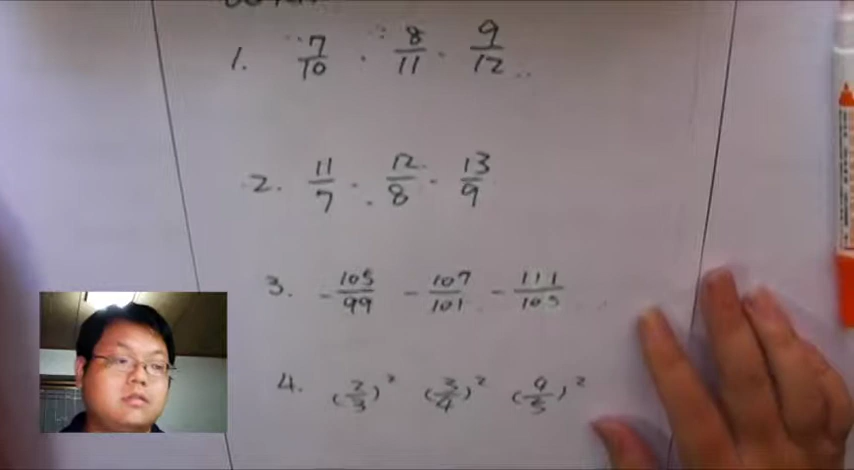 1. 7/10 . 8/11 . 9/12
2. 11/7 . 12/8 . 13/9
3. -105/99 -107/101 -111/105
4. (2/3)² (3/4)² (9/5)²